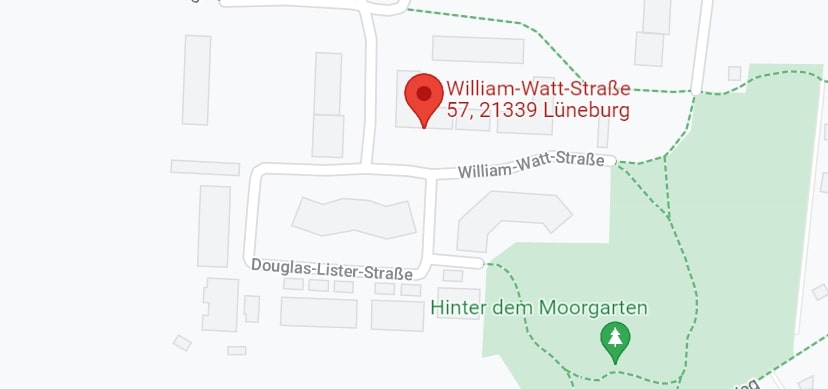 William-Watt-Straße
57, 21339 Lüneburg
William-Watt-Straße
Douglas-Lister-Straße
Hinter dem Moorgarten